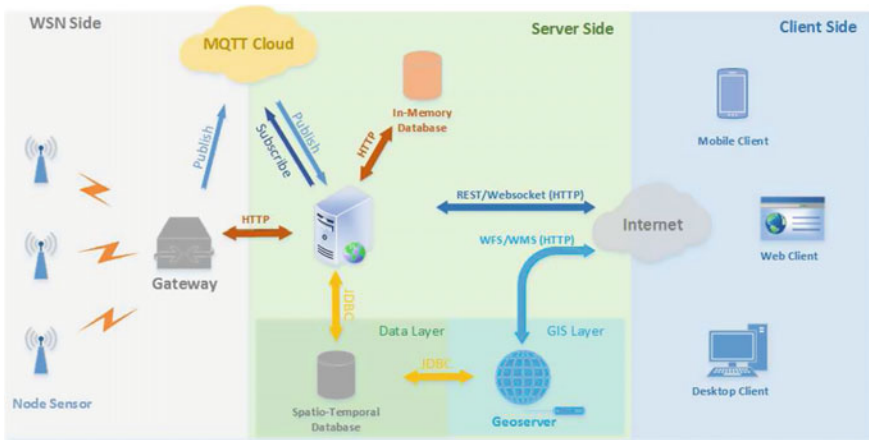 WSN Side
MQTT Cloud
Server Side
Client Side
In-Memory
Database
Publish
Subscribe
Publish
HTTP
Mobile Client
REST/Websocket (HTTP)
Internet
HTTP
WFS/WMS (HTTP)
Gateway
Web Client
JDBC
Data Layer
GIS Layer
JDBC
Node Sensor
Spatio-Temporal
Database
Geoserver
Desktop Client